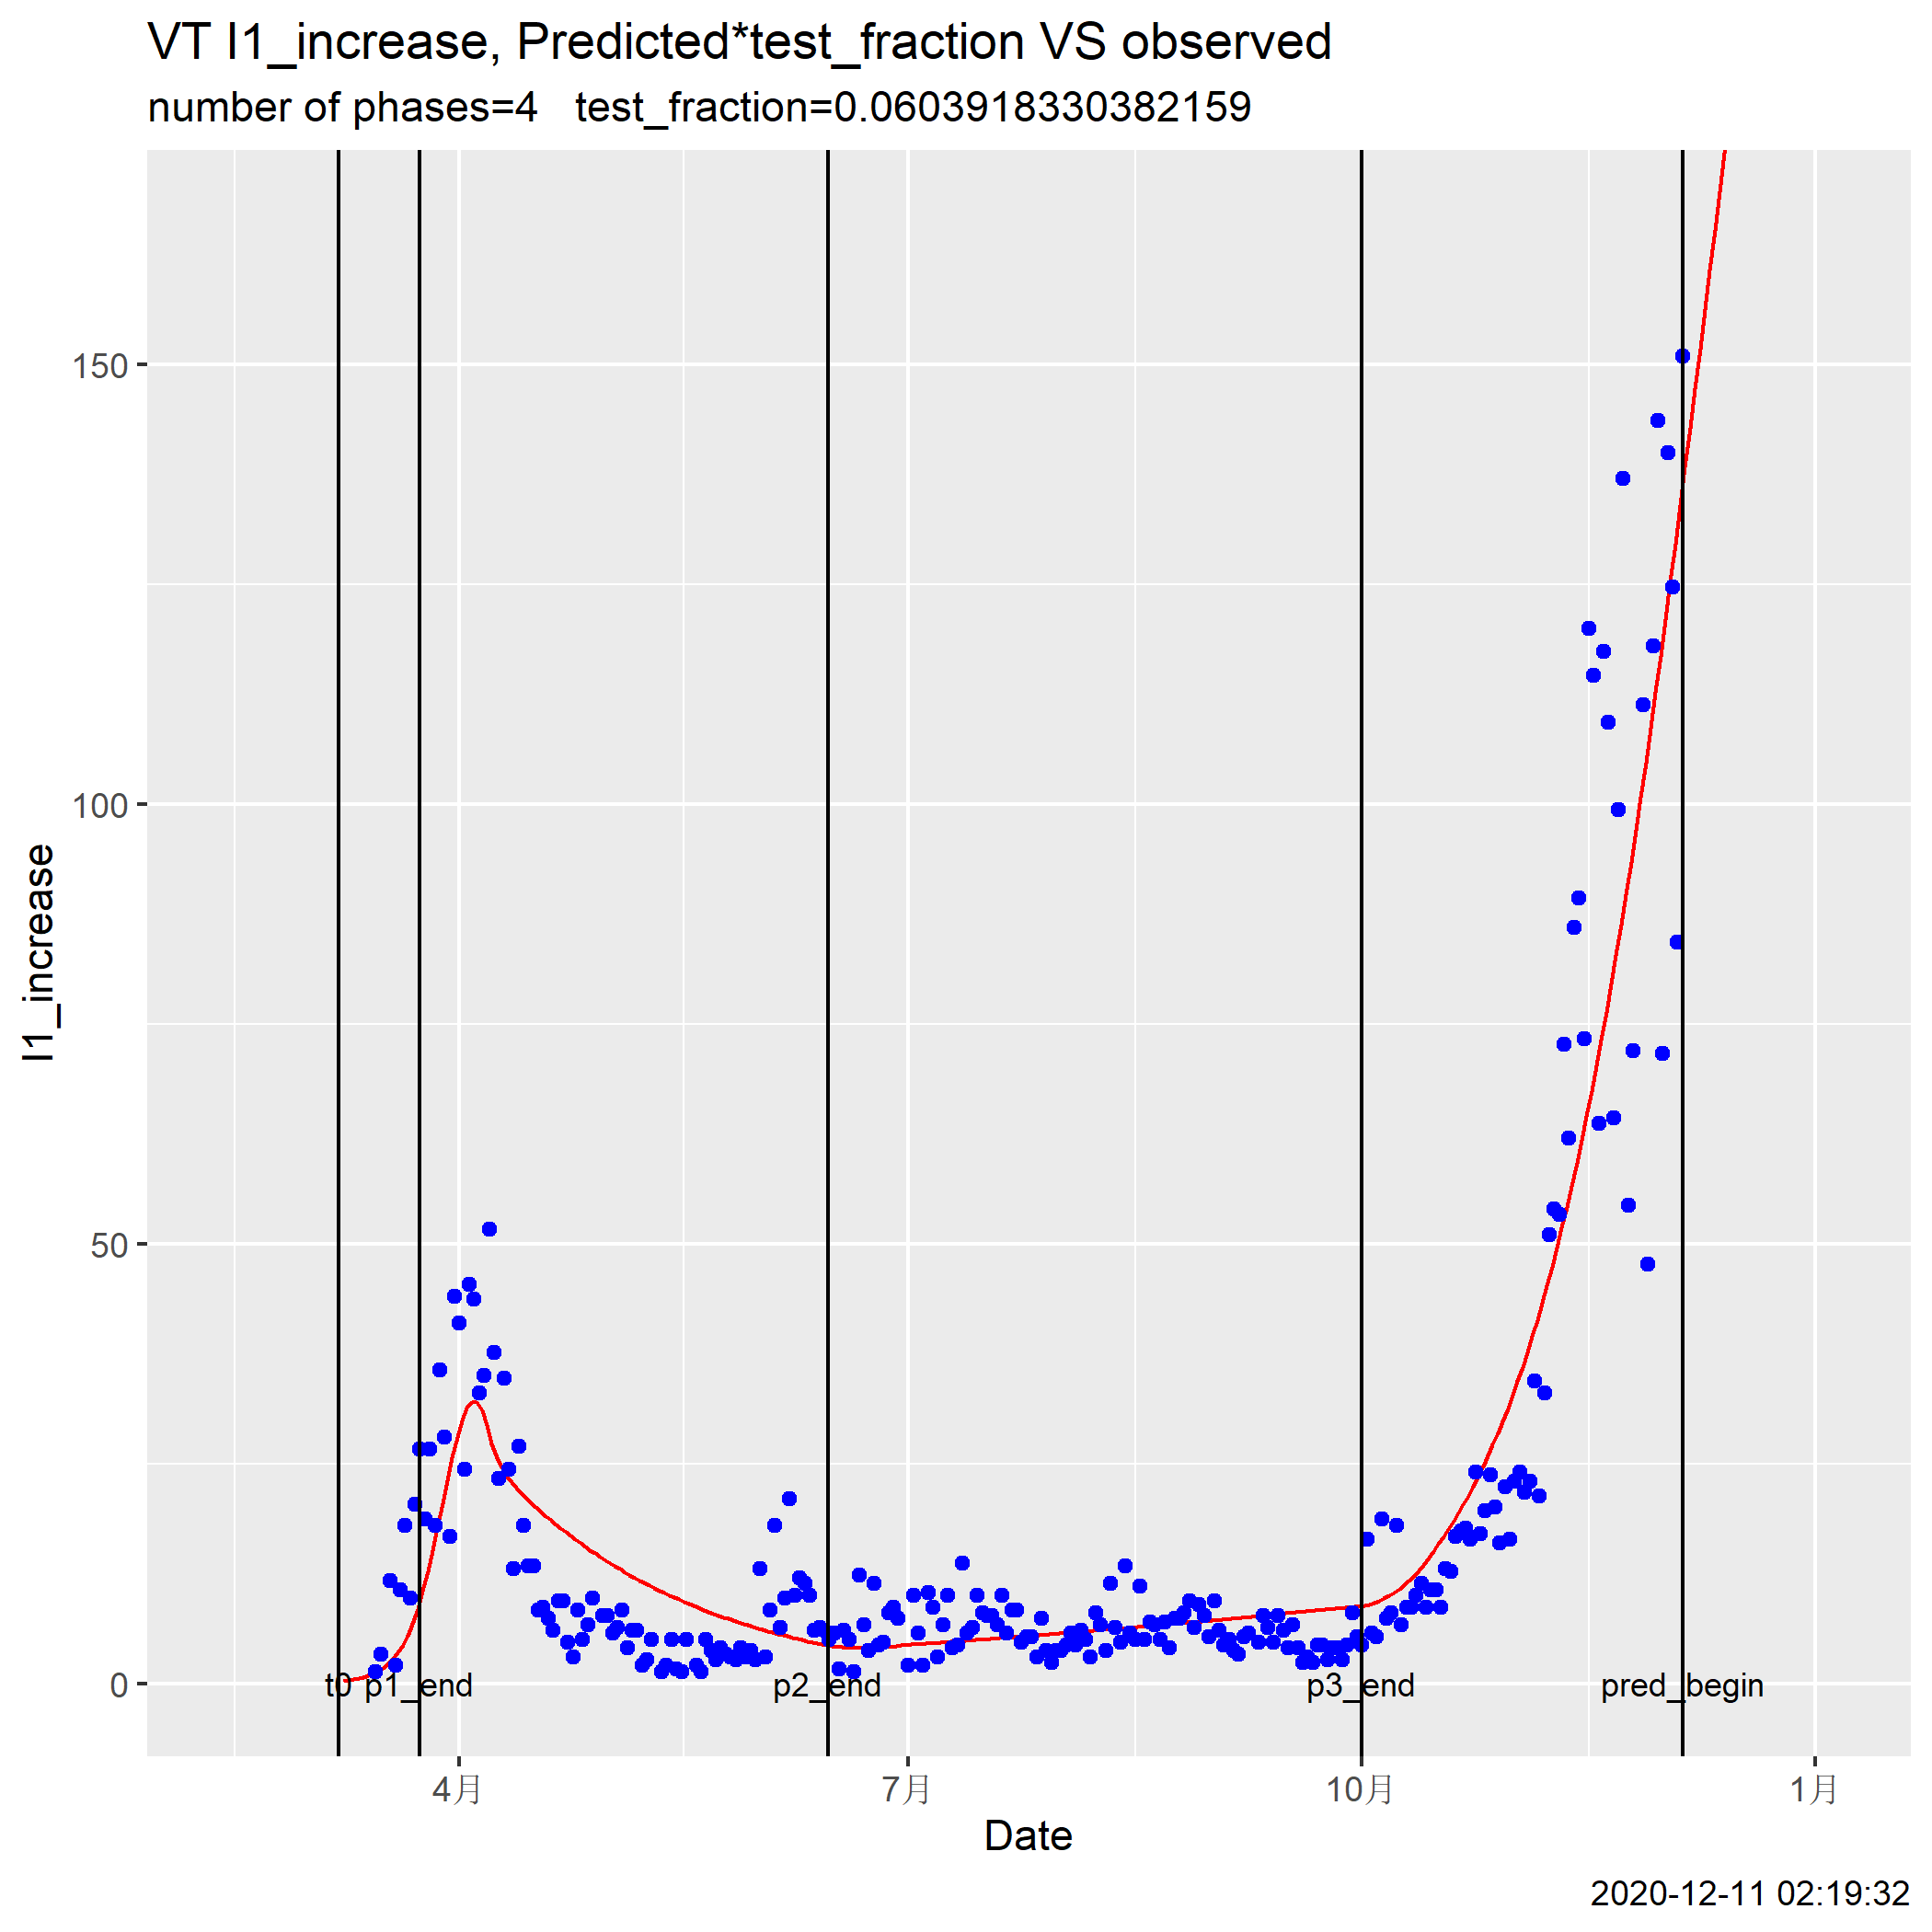 VT I1_increase, Predicted*test_fraction VS observed
number of phases=4   test_fraction=0.0603918330382159
150
100
50
0
I1_increase
t0 p1_end p2_end p3_end pred_begin
4月 7月 10月 1月
Date
2020-12-11 02:19:32